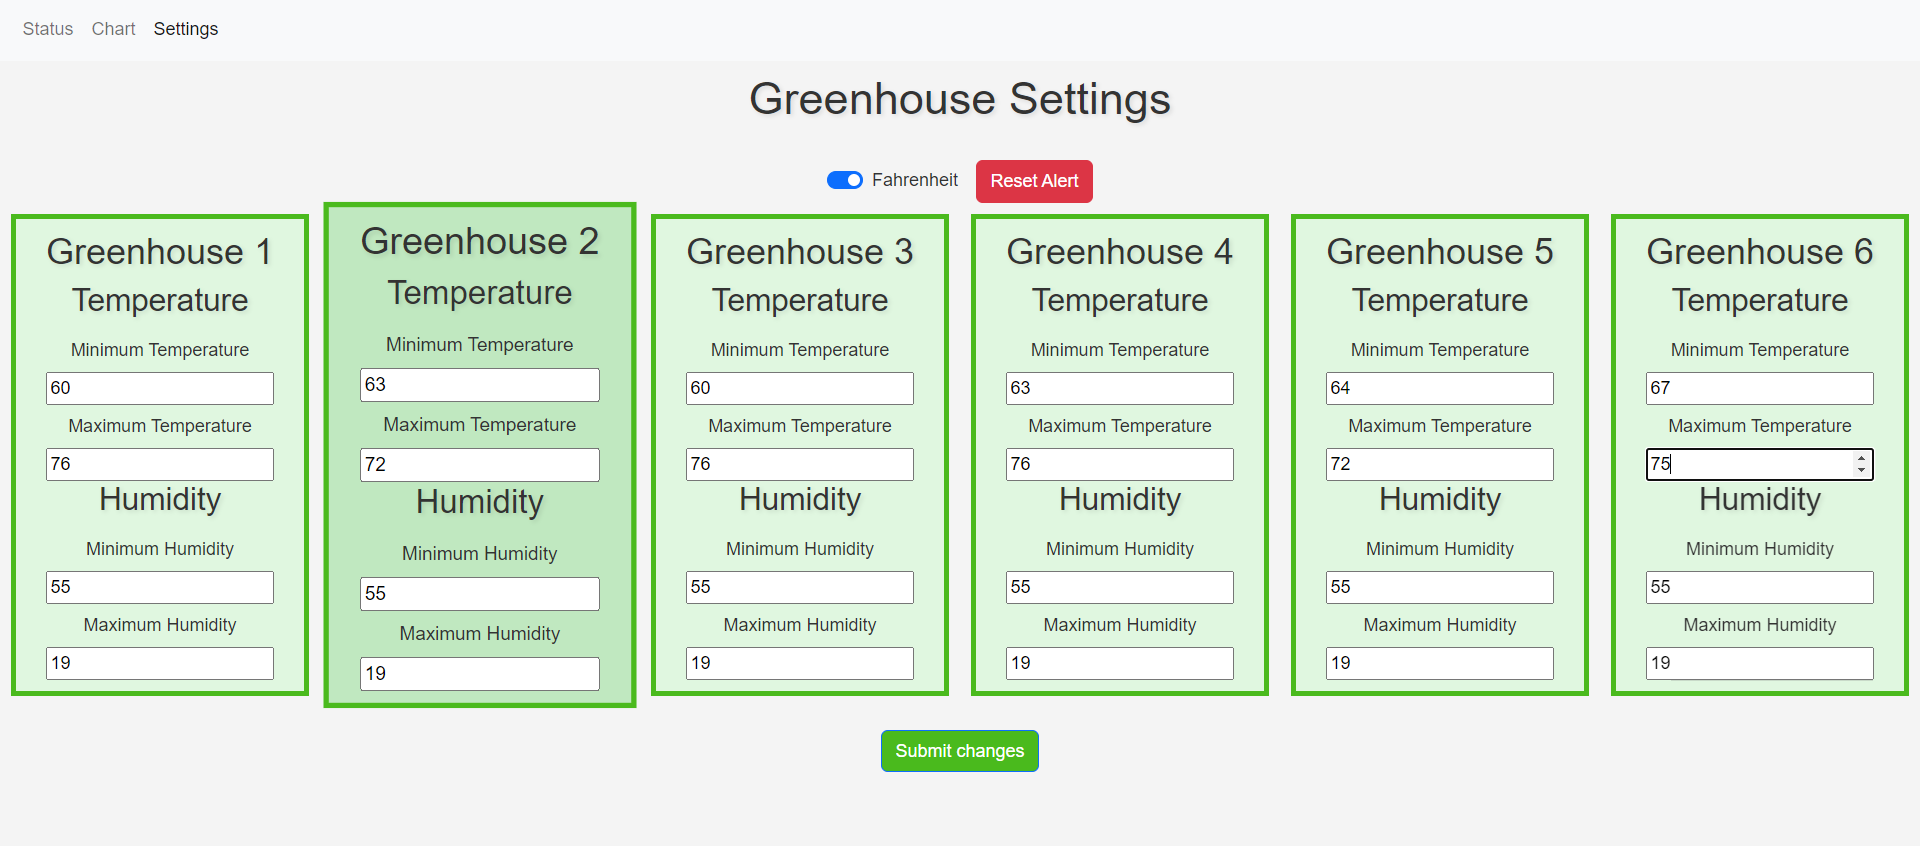 Status Chart Settings
Greenhouse Settings
Fahrenheit Reset Alert
Greenhouse 1
Temperature
Minimum Temperature
60
Maximum Temperature
76
Humidity
Minimum Humidity
55
Maximum Humidity
19
Greenhouse 2
Temperature
Minimum Temperature
63
Maximum Temperature
72
Humidity
Minimum Humidity
55
Maximum Humidity
19
Greenhouse 3
Temperature
Minimum Temperature
60
Maximum Temperature
76
Humidity
Minimum Humidity
55
Maximum Humidity
19
Greenhouse 4
Temperature
Minimum Temperature
63
Maximum Temperature
76
Humidity
Minimum Humidity
55
Maximum Humidity
19
Greenhouse 5
Temperature
Minimum Temperature
64
Maximum Temperature
72
Humidity
Minimum Humidity
55
Maximum Humidity
19
Greenhouse 6
Temperature
Minimum Temperature
67
Maximum Temperature
75
Humidity
Minimum Humidity
55
Maximum Humidity
19
Submit changes